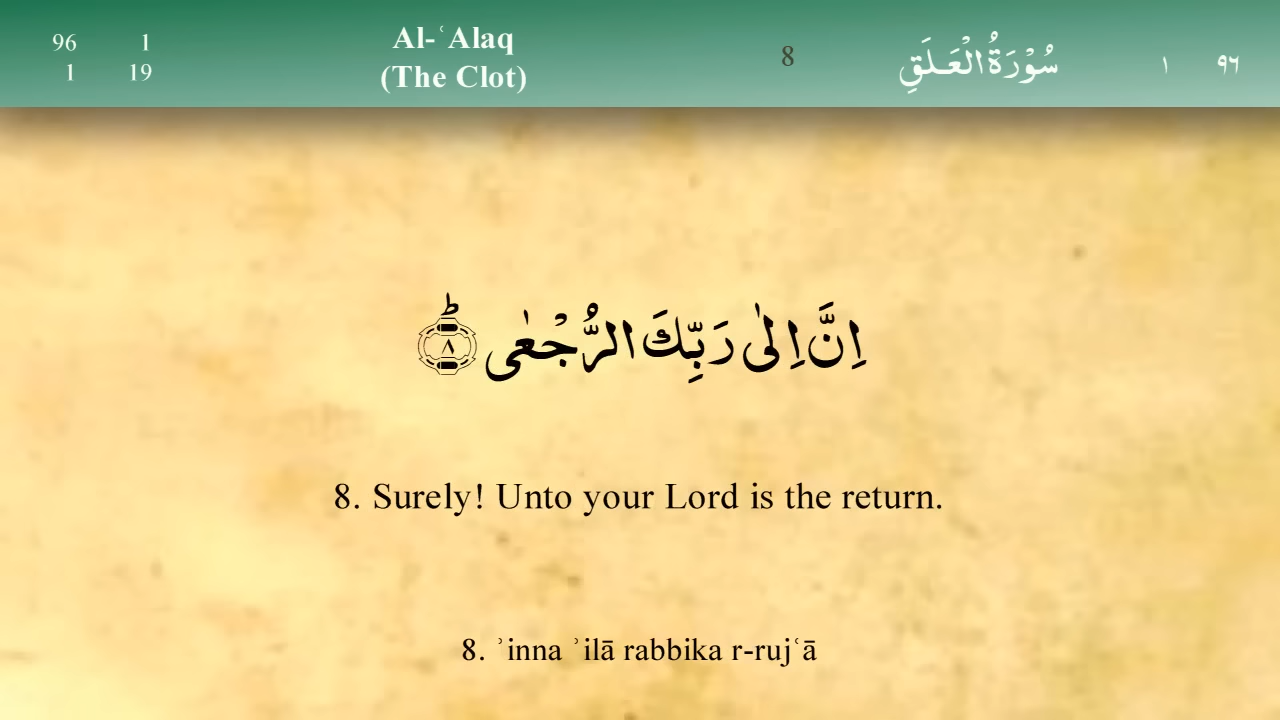 96 1
1 19
Al-ʿAlaq
(The Clot)
8
سُوْرَةُ الْعَلَقِ
١ ٩٦
اِنَّ اِلٰى رَبِّكَ الرُّجْعٰى ؕ ٨
8. Surely! Unto your Lord is the return.
8. ʾinna ʾilā rabbika r-rujʿā